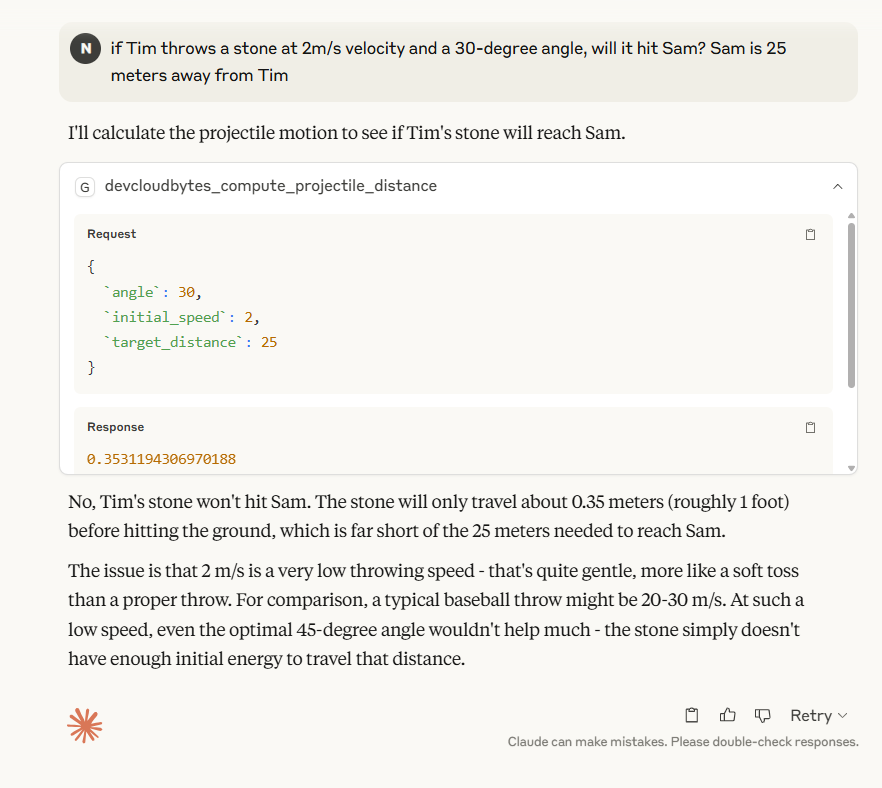 N if Tim throws a stone at 2m/s velocity and a 30-degree angle, will it hit Sam? Sam is 25
meters away from Tim
I'll calculate the projectile motion to see if Tim's stone will reach Sam.
G devcloudbytes_compute_projectile_distance
Request
{
`angle`: 30,
`initial_speed`: 2,
`target_distance`: 25
}
Response
0.3531194306970188
No, Tim's stone won't hit Sam. The stone will only travel about 0.35 meters (roughly 1 foot)
before hitting the ground, which is far short of the 25 meters needed to reach Sam.
The issue is that 2 m/s is a very low throwing speed - that's quite gentle, more like a soft toss
than a proper throw. For comparison, a typical baseball throw might be 20-30 m/s. At such a
low speed, even the optimal 45-degree angle wouldn't help much - the stone simply doesn't
have enough initial energy to travel that distance.
Retry
Claude can make mistakes. Please double-check responses.